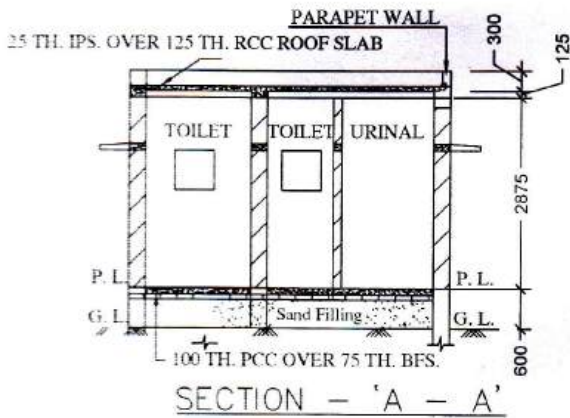 PARAPET WALL
25 TH. IPS. OVER 125 TH. RCC ROOF SLAB
300
125
TOILET TOILET URINAL
2875
P. L. P. L.
Sand Filling
G. L. G. L.
600
100 TH. PCC OVER 75 TH. BFS.
SECTION - 'A - A'